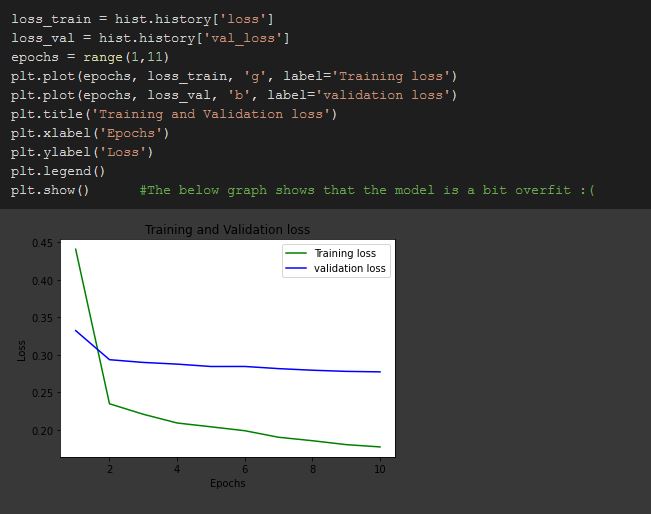 loss_train = hist.history['loss']
loss_val = hist.history['val_loss']
epochs = range(1,11)
plt.plot(epochs, loss_train, 'g', label='Training loss')
plt.plot(epochs, loss_val, 'b', label='validation loss')
plt.title('Training and Validation loss')
plt.xlabel('Epochs')
plt.ylabel('Loss')
plt.legend()
plt.show()      #The below graph shows that the model is a bit overfit :(
Training and Validation loss
0.45
0.40
0.35
0.30
0.25
0.20
Loss
Training loss
validation loss
2 4 6 8 10
Epochs